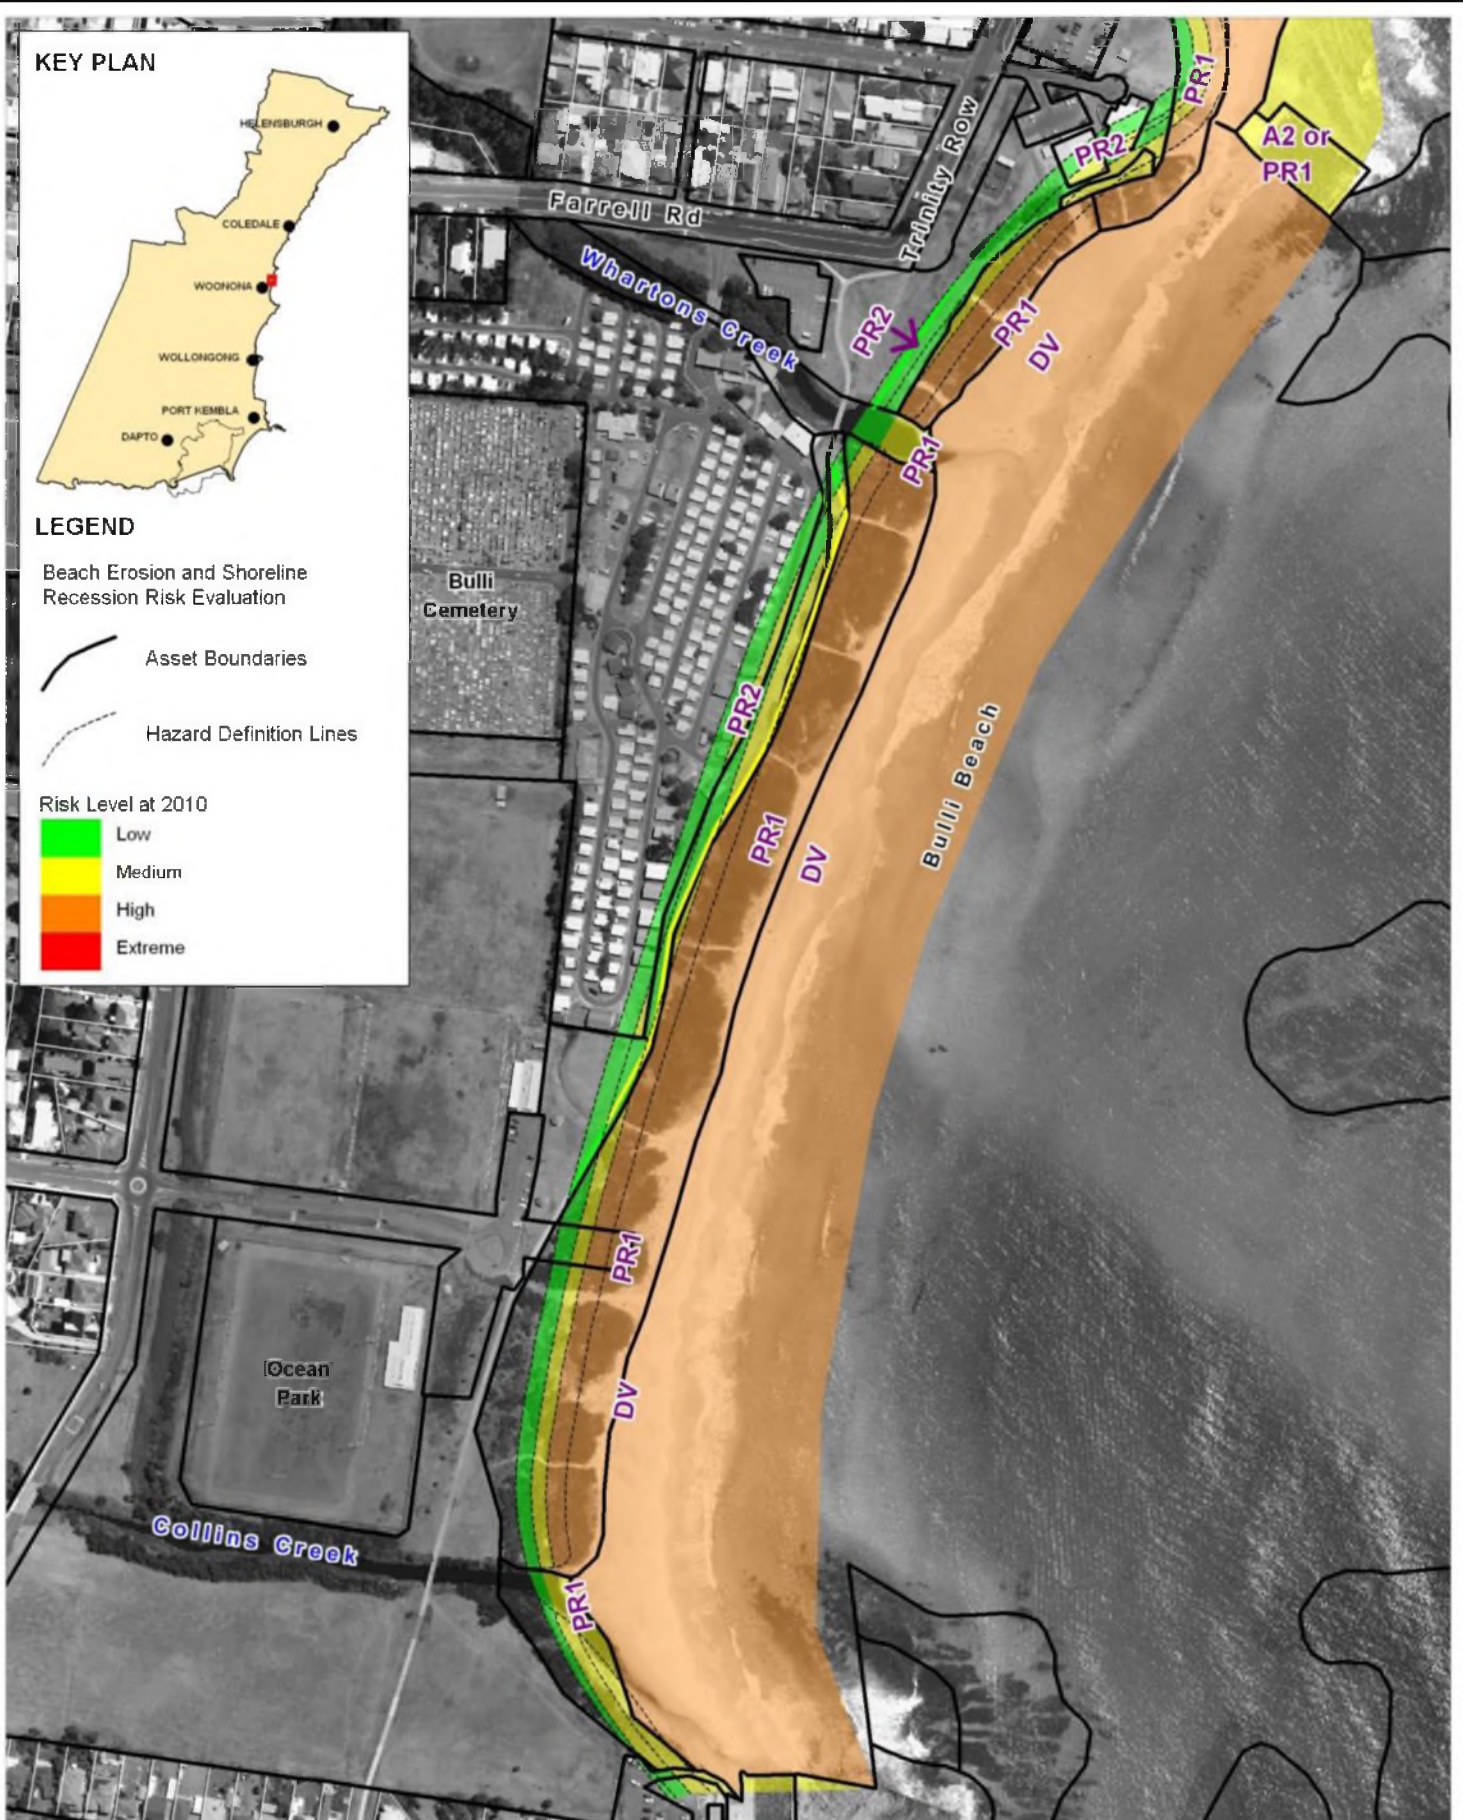 KEY PLAN
HELENSBURGH
COLEDALE
WOONONA
WOLLONGONG
PORT KEMBLA
DAPTO
LEGEND
Beach Erosion and Shoreline
Recession Risk Evaluation
Asset Boundaries
Hazard Definition Lines
Risk Level at 2010
Low
Medium
High
Extreme
PR1
A2 or
PR1
PR2
Trinity Row
Farrell Rd
Whartons Creek
PR2
PR1
DV
PR1
Bulli
Cemetery
PR2
Bulli Beach
PR1
DV
PR1
Ocean
Park
DV
Collins Creek
PR1